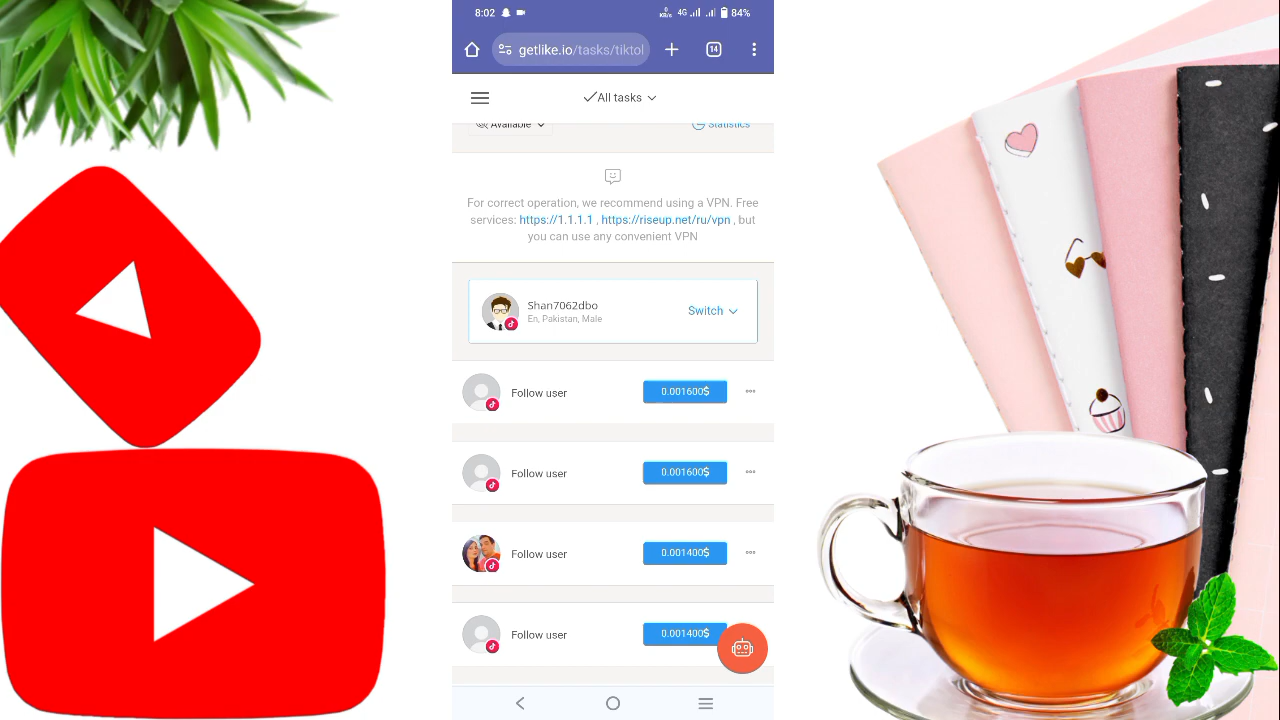 8:02
0 KB/s 4G 84%
getlike.io/tasks/tiktol
14
All tasks
Available
Statistics
For correct operation, we recommend using a VPN. Free
services: https://1.1.1.1 , https://riseup.net/ru/vpn , but
you can use any convenient VPN
Shan7062dbo
En, Pakistan, Male
Switch
Follow user 0.001600$
Follow user 0.001600$
Follow user 0.001400$
Follow user 0.001400$